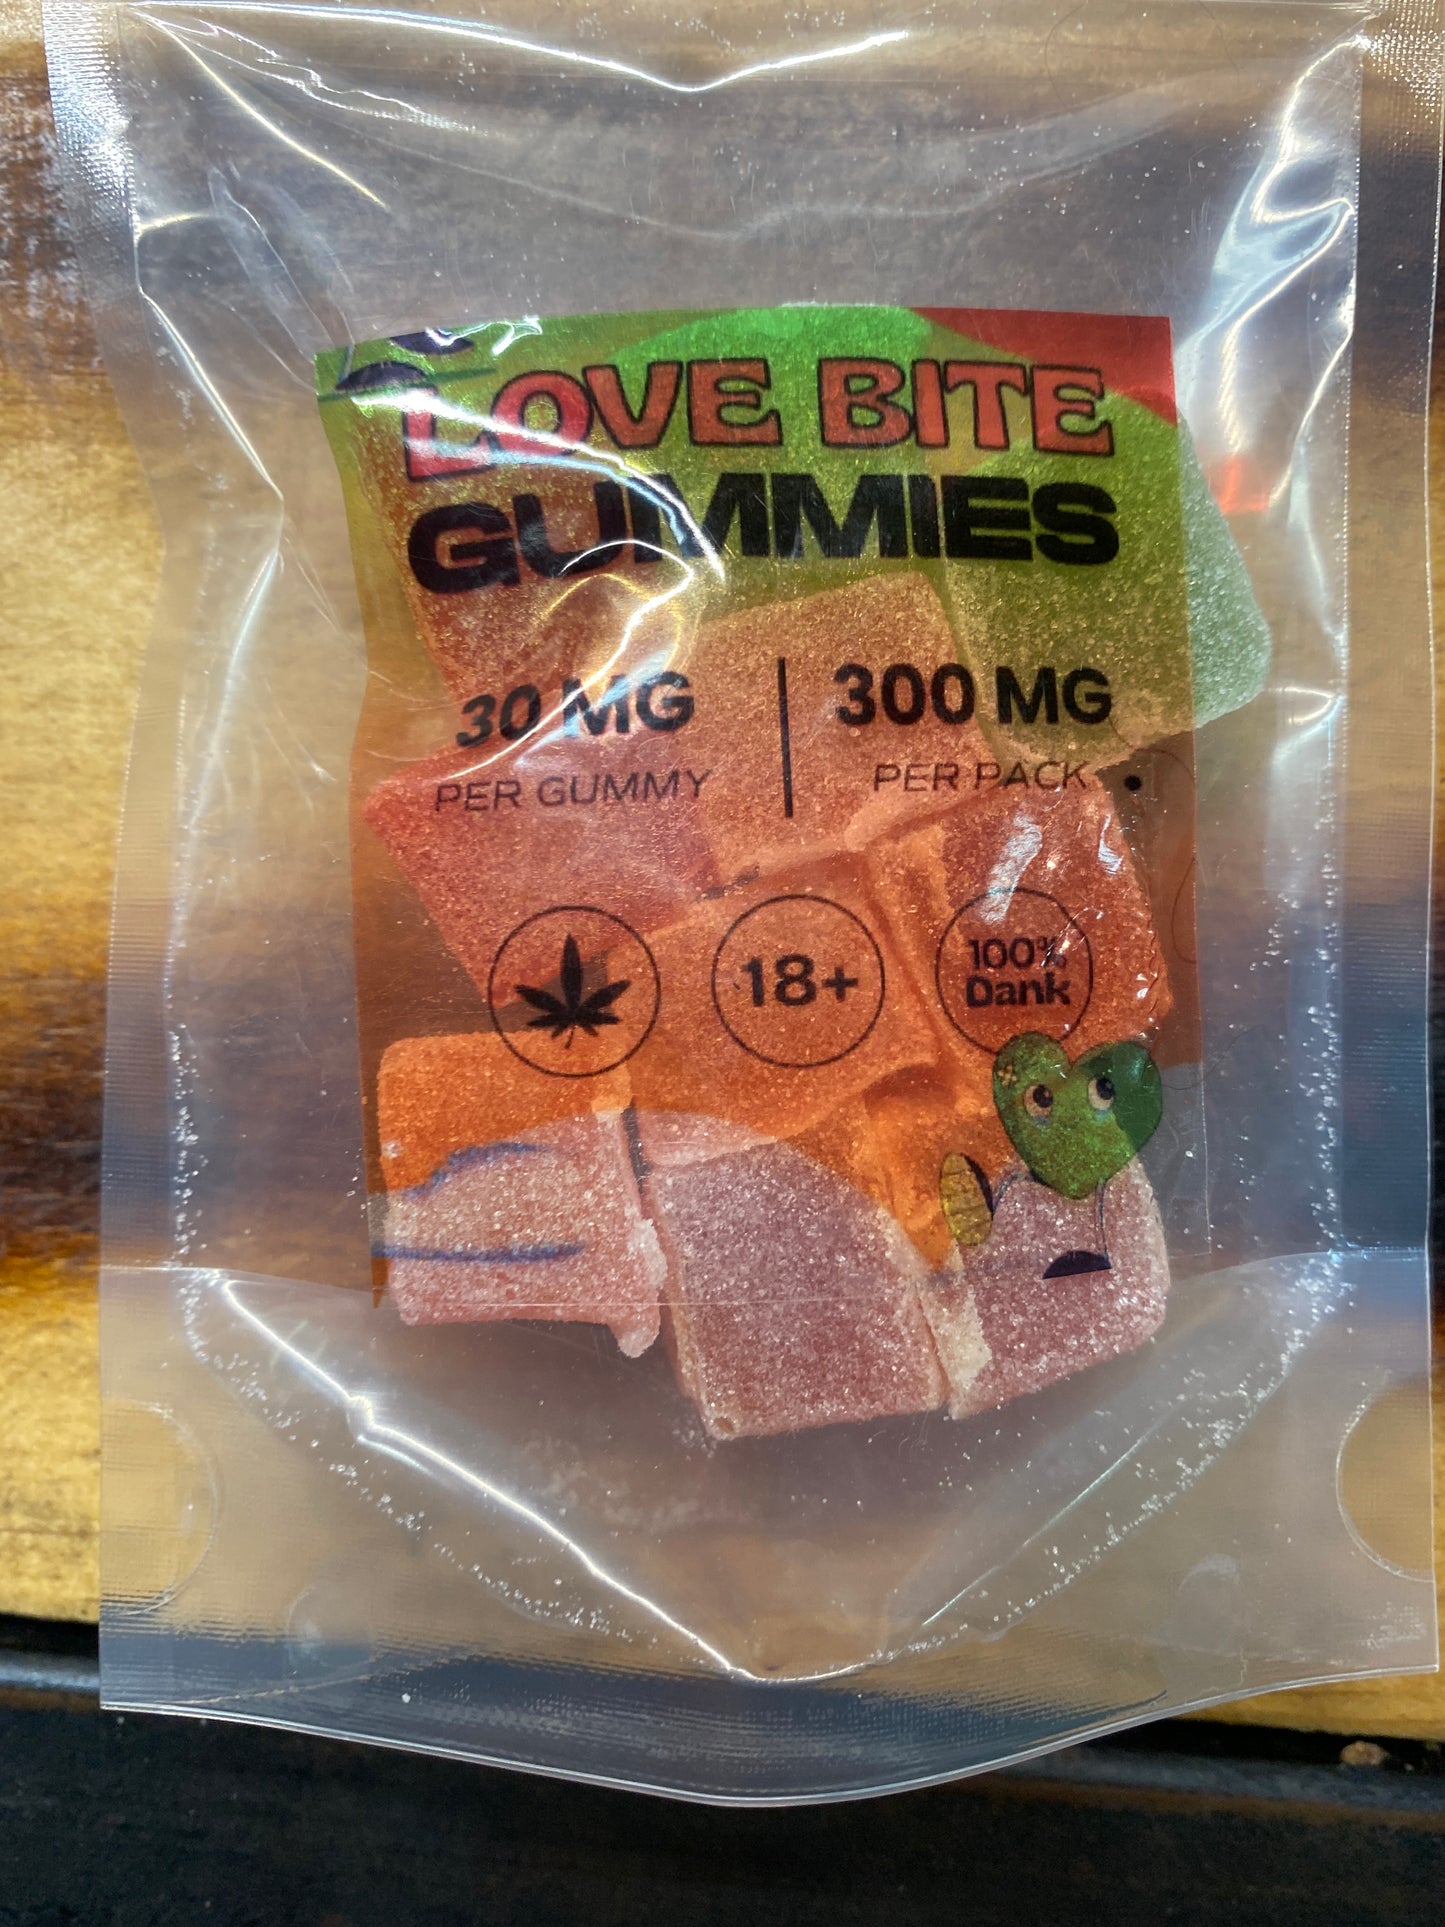 LOVE BITE
GUMMIES
30 MG
PER GUMMY
300 MG
PER PACK
18+
100%
Dank